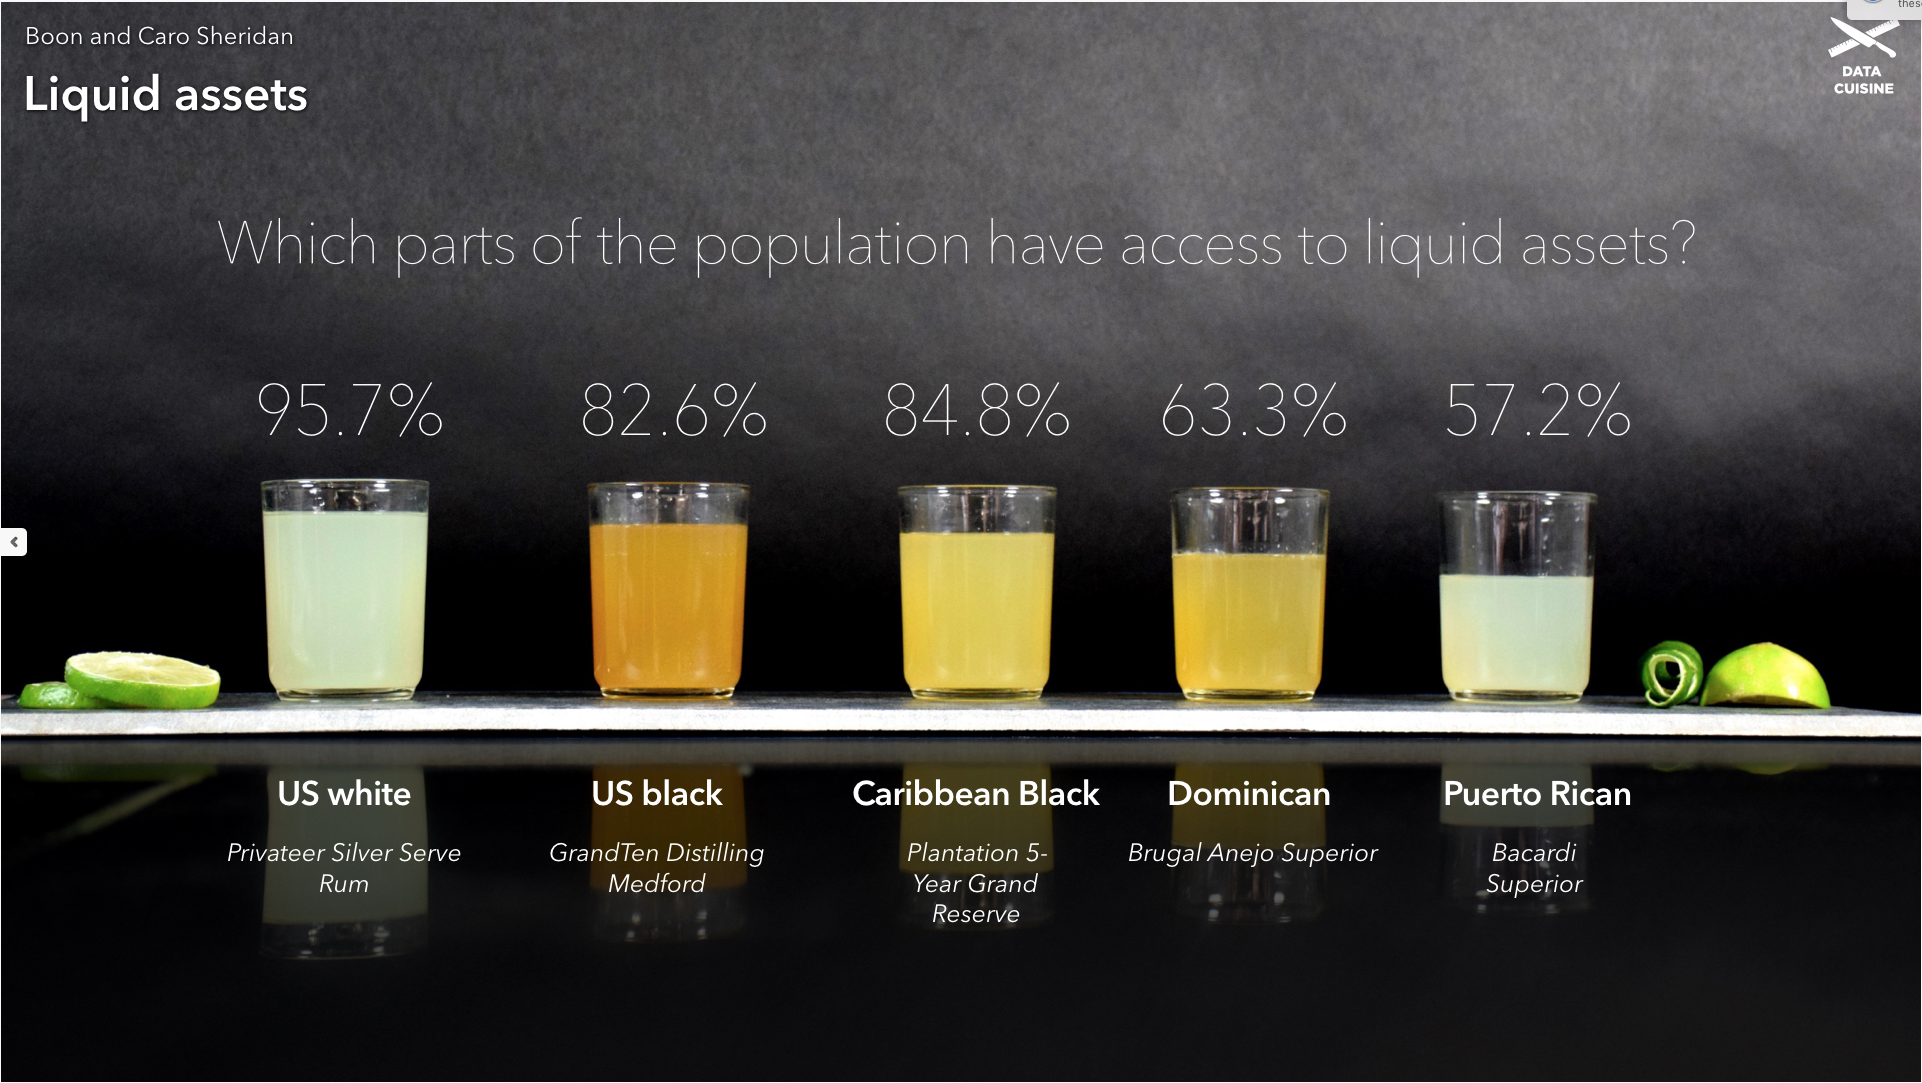 thes
Boon and Caro Sheridan
Liquid assets
DATA
CUISINE
Which parts of the population have access to liquid assets?
95.7% 82.6% 84.8% 63.3% 57.2%
US white US black Caribbean Black Dominican Puerto Rican
Privateer Silver Serve GrandTen Distilling Plantation 5- Brugal Anejo Superior Bacardi
Rum Medford Year Grand Superior
Reserve